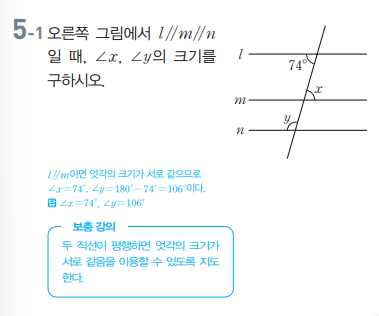 5-1 오른쪽 그림에서 l//m//n
일 때, ∠x, ∠y의 크기를
구하시오.
l
74°
x
m
y
n
l//m이면 엇각의 크기가 서로 같으므로
∠x=74°, ∠y=180°-74°=106°이다.
답 ∠x=74°, ∠y=106°
보충 강의
두 직선이 평행하면 엇각의 크기가
서로 같음을 이용할 수 있도록 지도
한다.